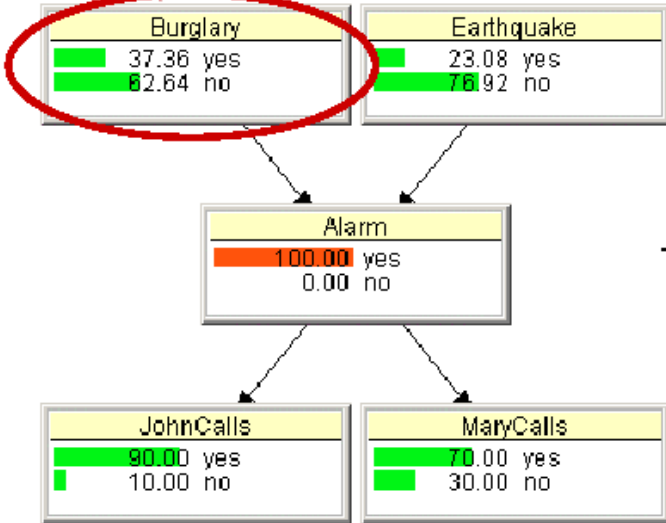 Burglary
37.36 yes
62.64 no
Earthquake
23.08 yes
76.92 no
Alarm
100.00 yes
0.00 no
JohnCalls
90.00 yes
10.00 no
MaryCalls
70.00 yes
30.00 no